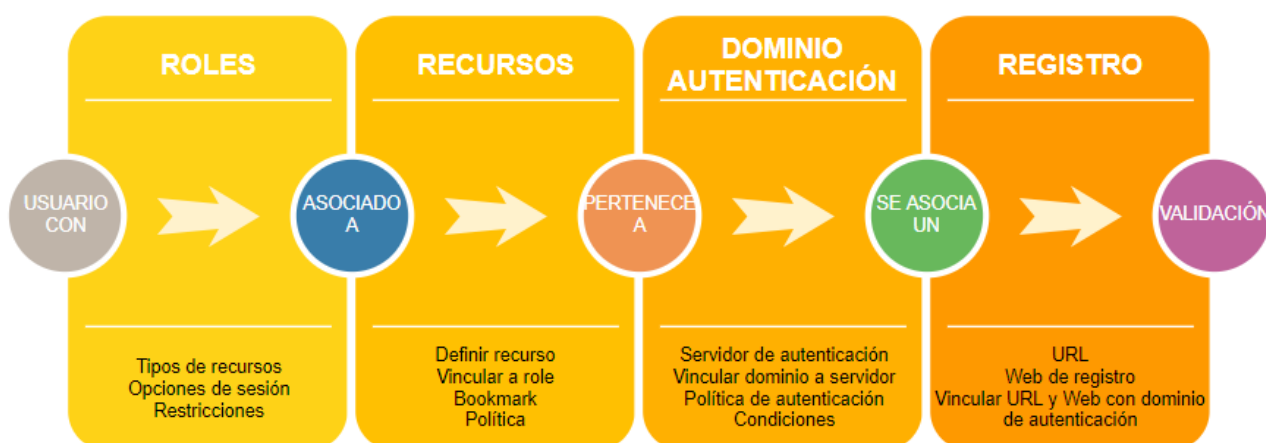 ROLES
RECURSOS
DOMINIO
AUTENTICACIÓN
REGISTRO
USUARIO
CON
ASOCIADO
A
PERTENECE
A
SE ASOCIA
UN
VALIDACIÓN
Tipos de recursos
Opciones de sesión
Restricciones
Definir recurso
Vincular a role
Bookmark
Política
Servidor de autenticación
Vincular dominio a servidor
Política de autenticación
Condiciones
URL
Web de registro
Vincular URL y Web con dominio
de autenticación